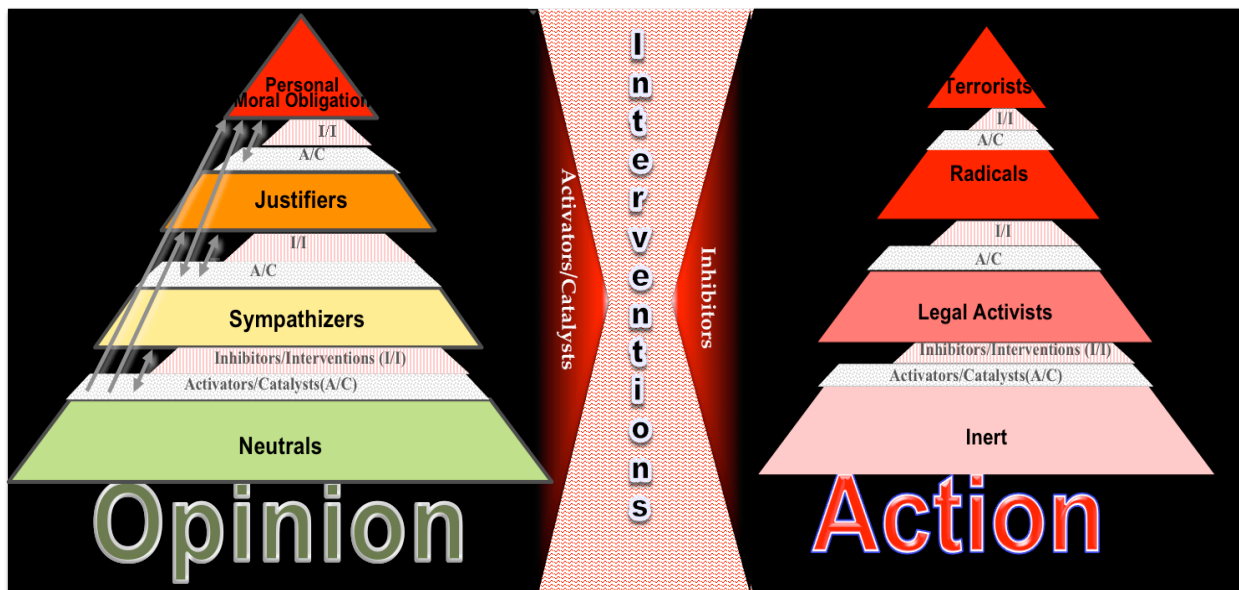 Personal
Moral Obligation
I/I
A/C
Justifiers
I/I
A/C
Sympathizers
Inhibitors/Interventions (I/I)
Activators/Catalysts(A/C)
Neutrals
Opinion
Activators/Catalysts
Interventions
Inhibitors
Terrorists
I/I
A/C
Radicals
I/I
A/C
Legal Activists
Inhibitors/Interventions (I/I)
Activators/Catalysts(A/C)
Inert
Action